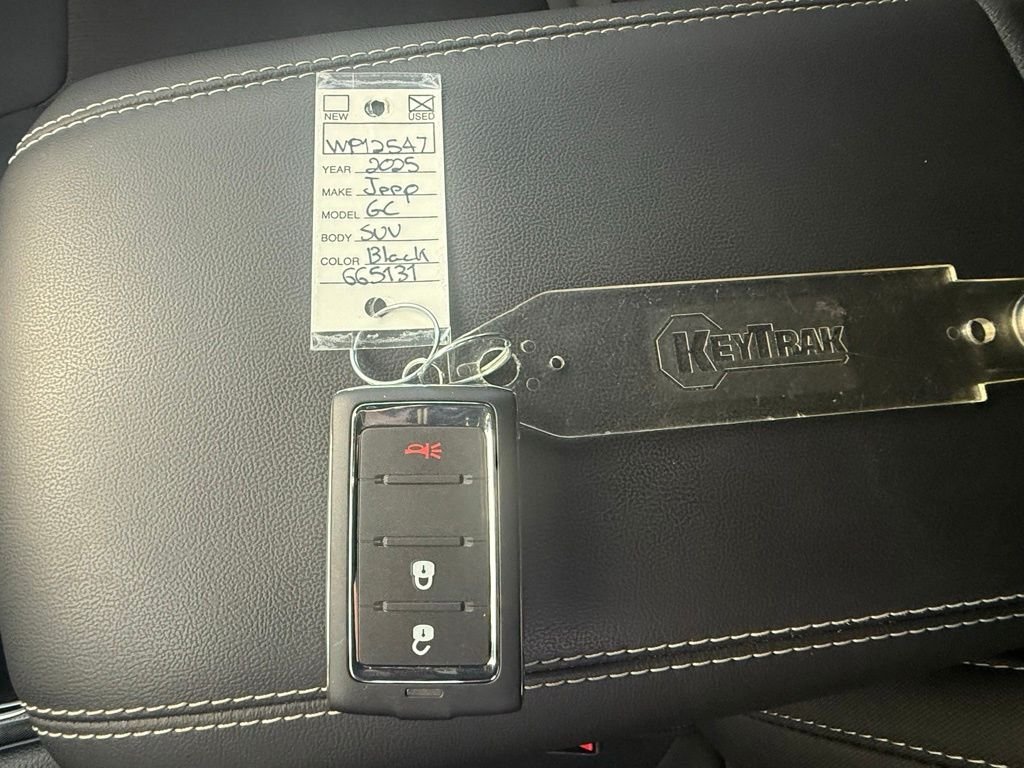 NEW USED
WP12547
YEAR 2025
MAKE Jeep
MODEL GC
BODY SUV
COLOR Black
665131
KEYTRAK